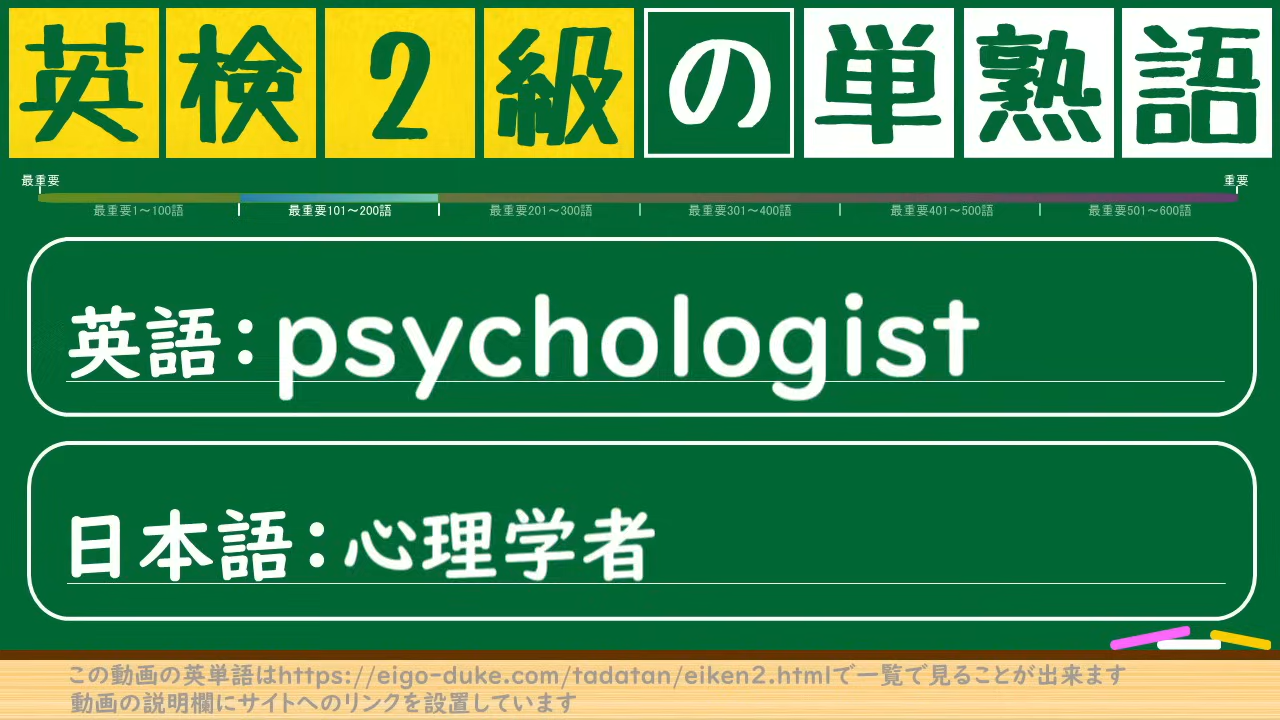 英検2級の単熟語
最重要 重要
最重要1~100語 最重要101~200語 最重要201~300語 最重要301~400語 最重要401~500語 最重要501~600語
英語:psychologist
日本語:心理学者
この動画の英単語はhttps://eigo-duke.com/tadatan/eiken2.htmlで一覧で見ることが出来ます
動画の説明欄にサイトへのリンクを設置しています